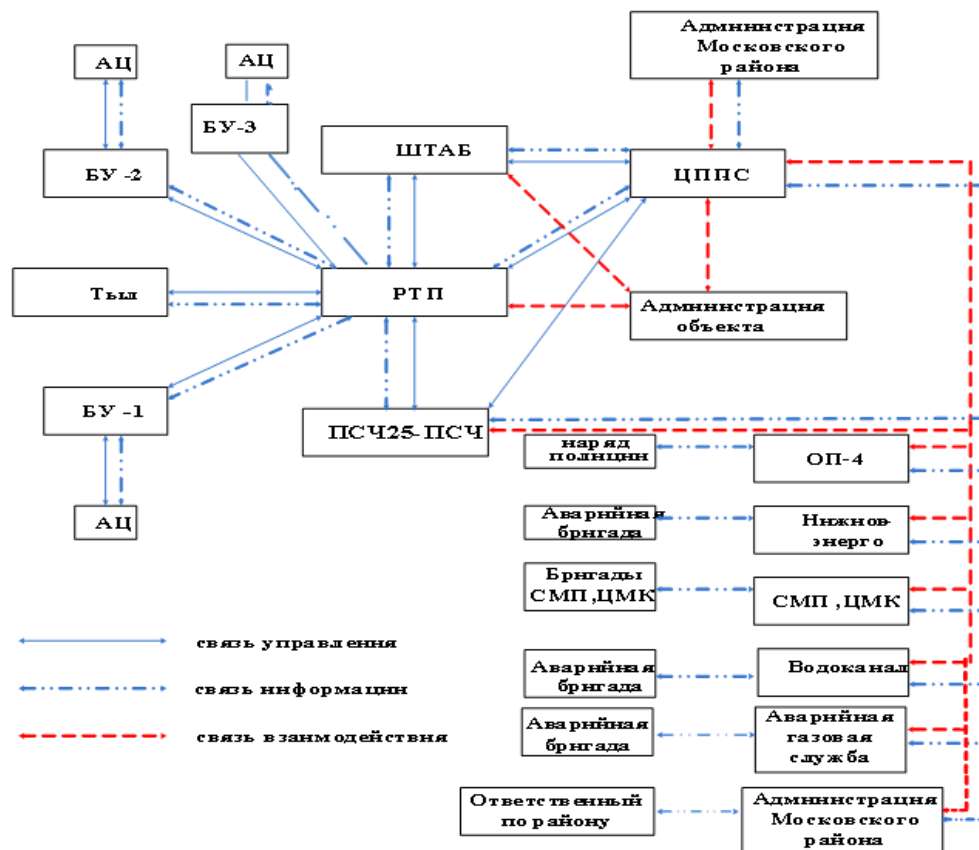 Администрация
Московского
района
АЦ
АЦ
БУ-3
ШТАБ
БУ -2
ЦППС
Тыл
РТП
Администрация
объекта
БУ -1
ПСЧ25-ПСЧ
наряд
полиции
ОП-4
АЦ
Аварийная
бригада
Нижнов-
энерго
Бригады
СМП ,ЦМК
СМП , ЦМК
связь управления
Аварийная
бригада
Водоканал
связь информации
Аварийная
бригада
Аварийная
газовая
служба
связь взаимодействия
Ответственный
по району
Администрация
Московского
района